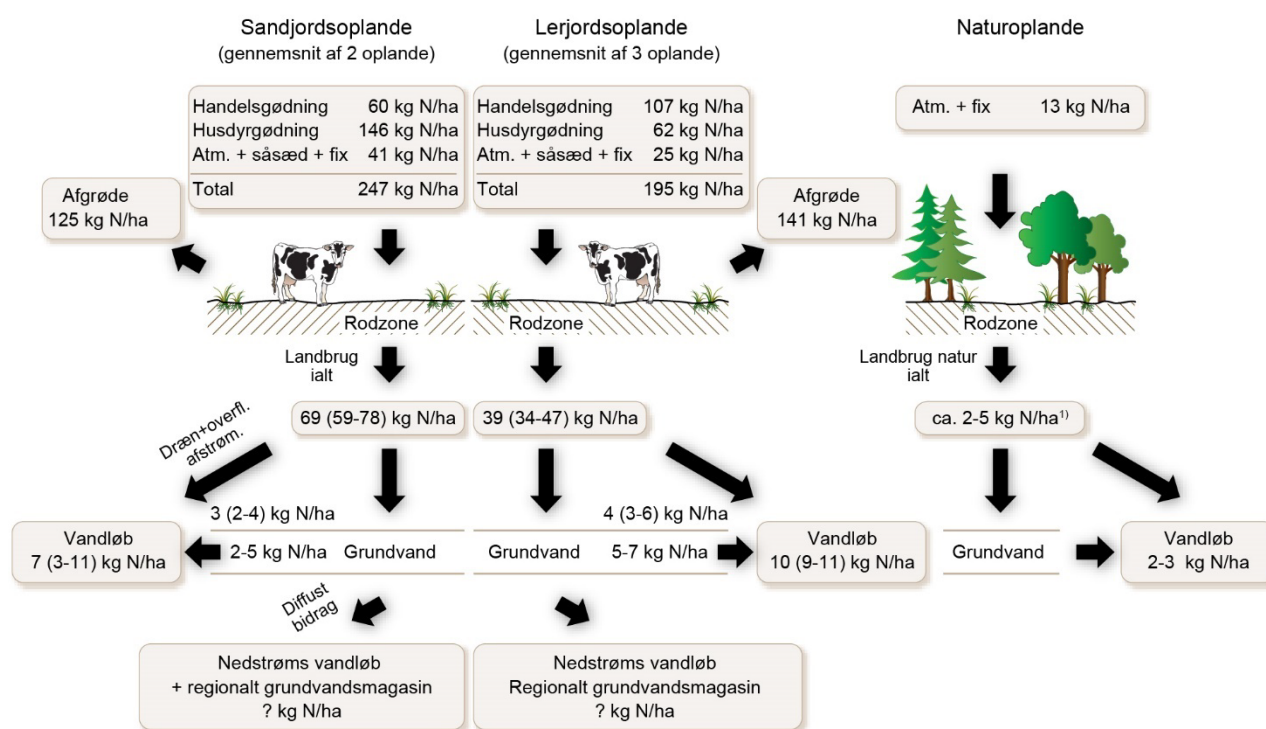 Sandjordsoplande
(gennemsnit af 2 oplande)
Lerjordsoplande
(gennemsnit af 3 oplande)
Naturoplande
Handelsgødning 60 kg N/ha
Husdyrgødning 146 kg N/ha
Atm. + såsæd + fix 41 kg N/ha
Total 247 kg N/ha
Handelsgødning 107 kg N/ha
Husdyrgødning 62 kg N/ha
Atm. + såsæd + fix 25 kg N/ha
Total 195 kg N/ha
Atm. + fix 13 kg N/ha
Afgrøde
125 kg N/ha
Afgrøde
141 kg N/ha
Rodzone
Rodzone
Rodzone
Landbrug
ialt
Landbrug natur
ialt
69 (59-78) kg N/ha
39 (34-47) kg N/ha
ca. 2-5 kg N/ha¹⁾
Dræn+overfl.
afstrøm.
3 (2-4) kg N/ha
4 (3-6) kg N/ha
Vandløb
7 (3-11) kg N/ha
2-5 kg N/ha
Grundvand
Grundvand
5-7 kg N/ha
Vandløb
10 (9-11) kg N/ha
Grundvand
Vandløb
2-3 kg N/ha
Diffust
bidrag
Nedstrøms vandløb
+ regionalt grundvandsmagasin
? kg N/ha
Nedstrøms vandløb
Regionalt grundvandsmagasin
? kg N/ha